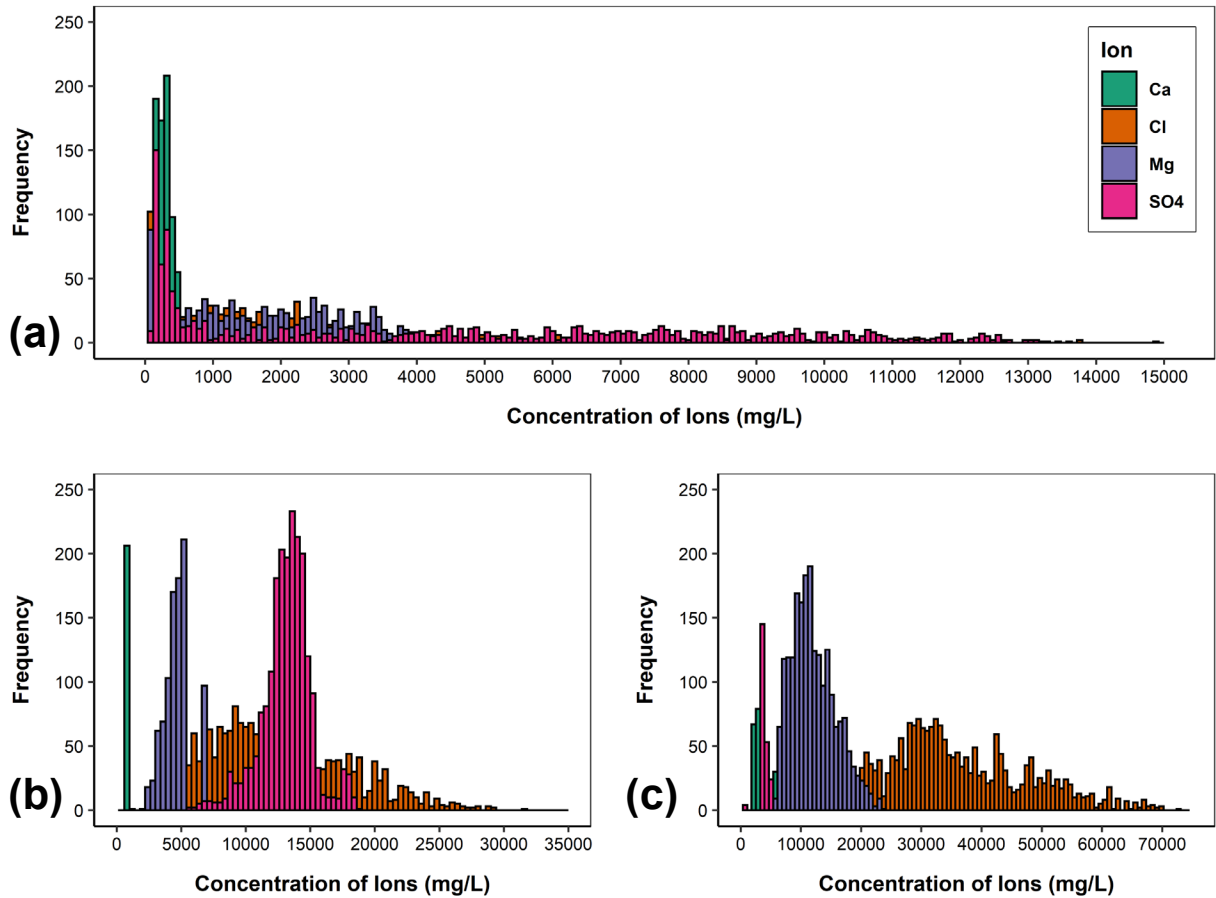 250
200
150
100
50
0
Frequency
(a)
Ion
Ca
Cl
Mg
SO4
0 1000 2000 3000 4000 5000 6000 7000 8000 9000 10000 11000 12000 13000 14000 15000
Concentration of Ions (mg/L)
250
200
150
100
50
0
Frequency
(b)
0 5000 10000 15000 20000 25000 30000 35000
Concentration of Ions (mg/L)
250
200
150
100
50
0
Frequency
(c)
0 10000 20000 30000 40000 50000 60000 70000
Concentration of Ions (mg/L)